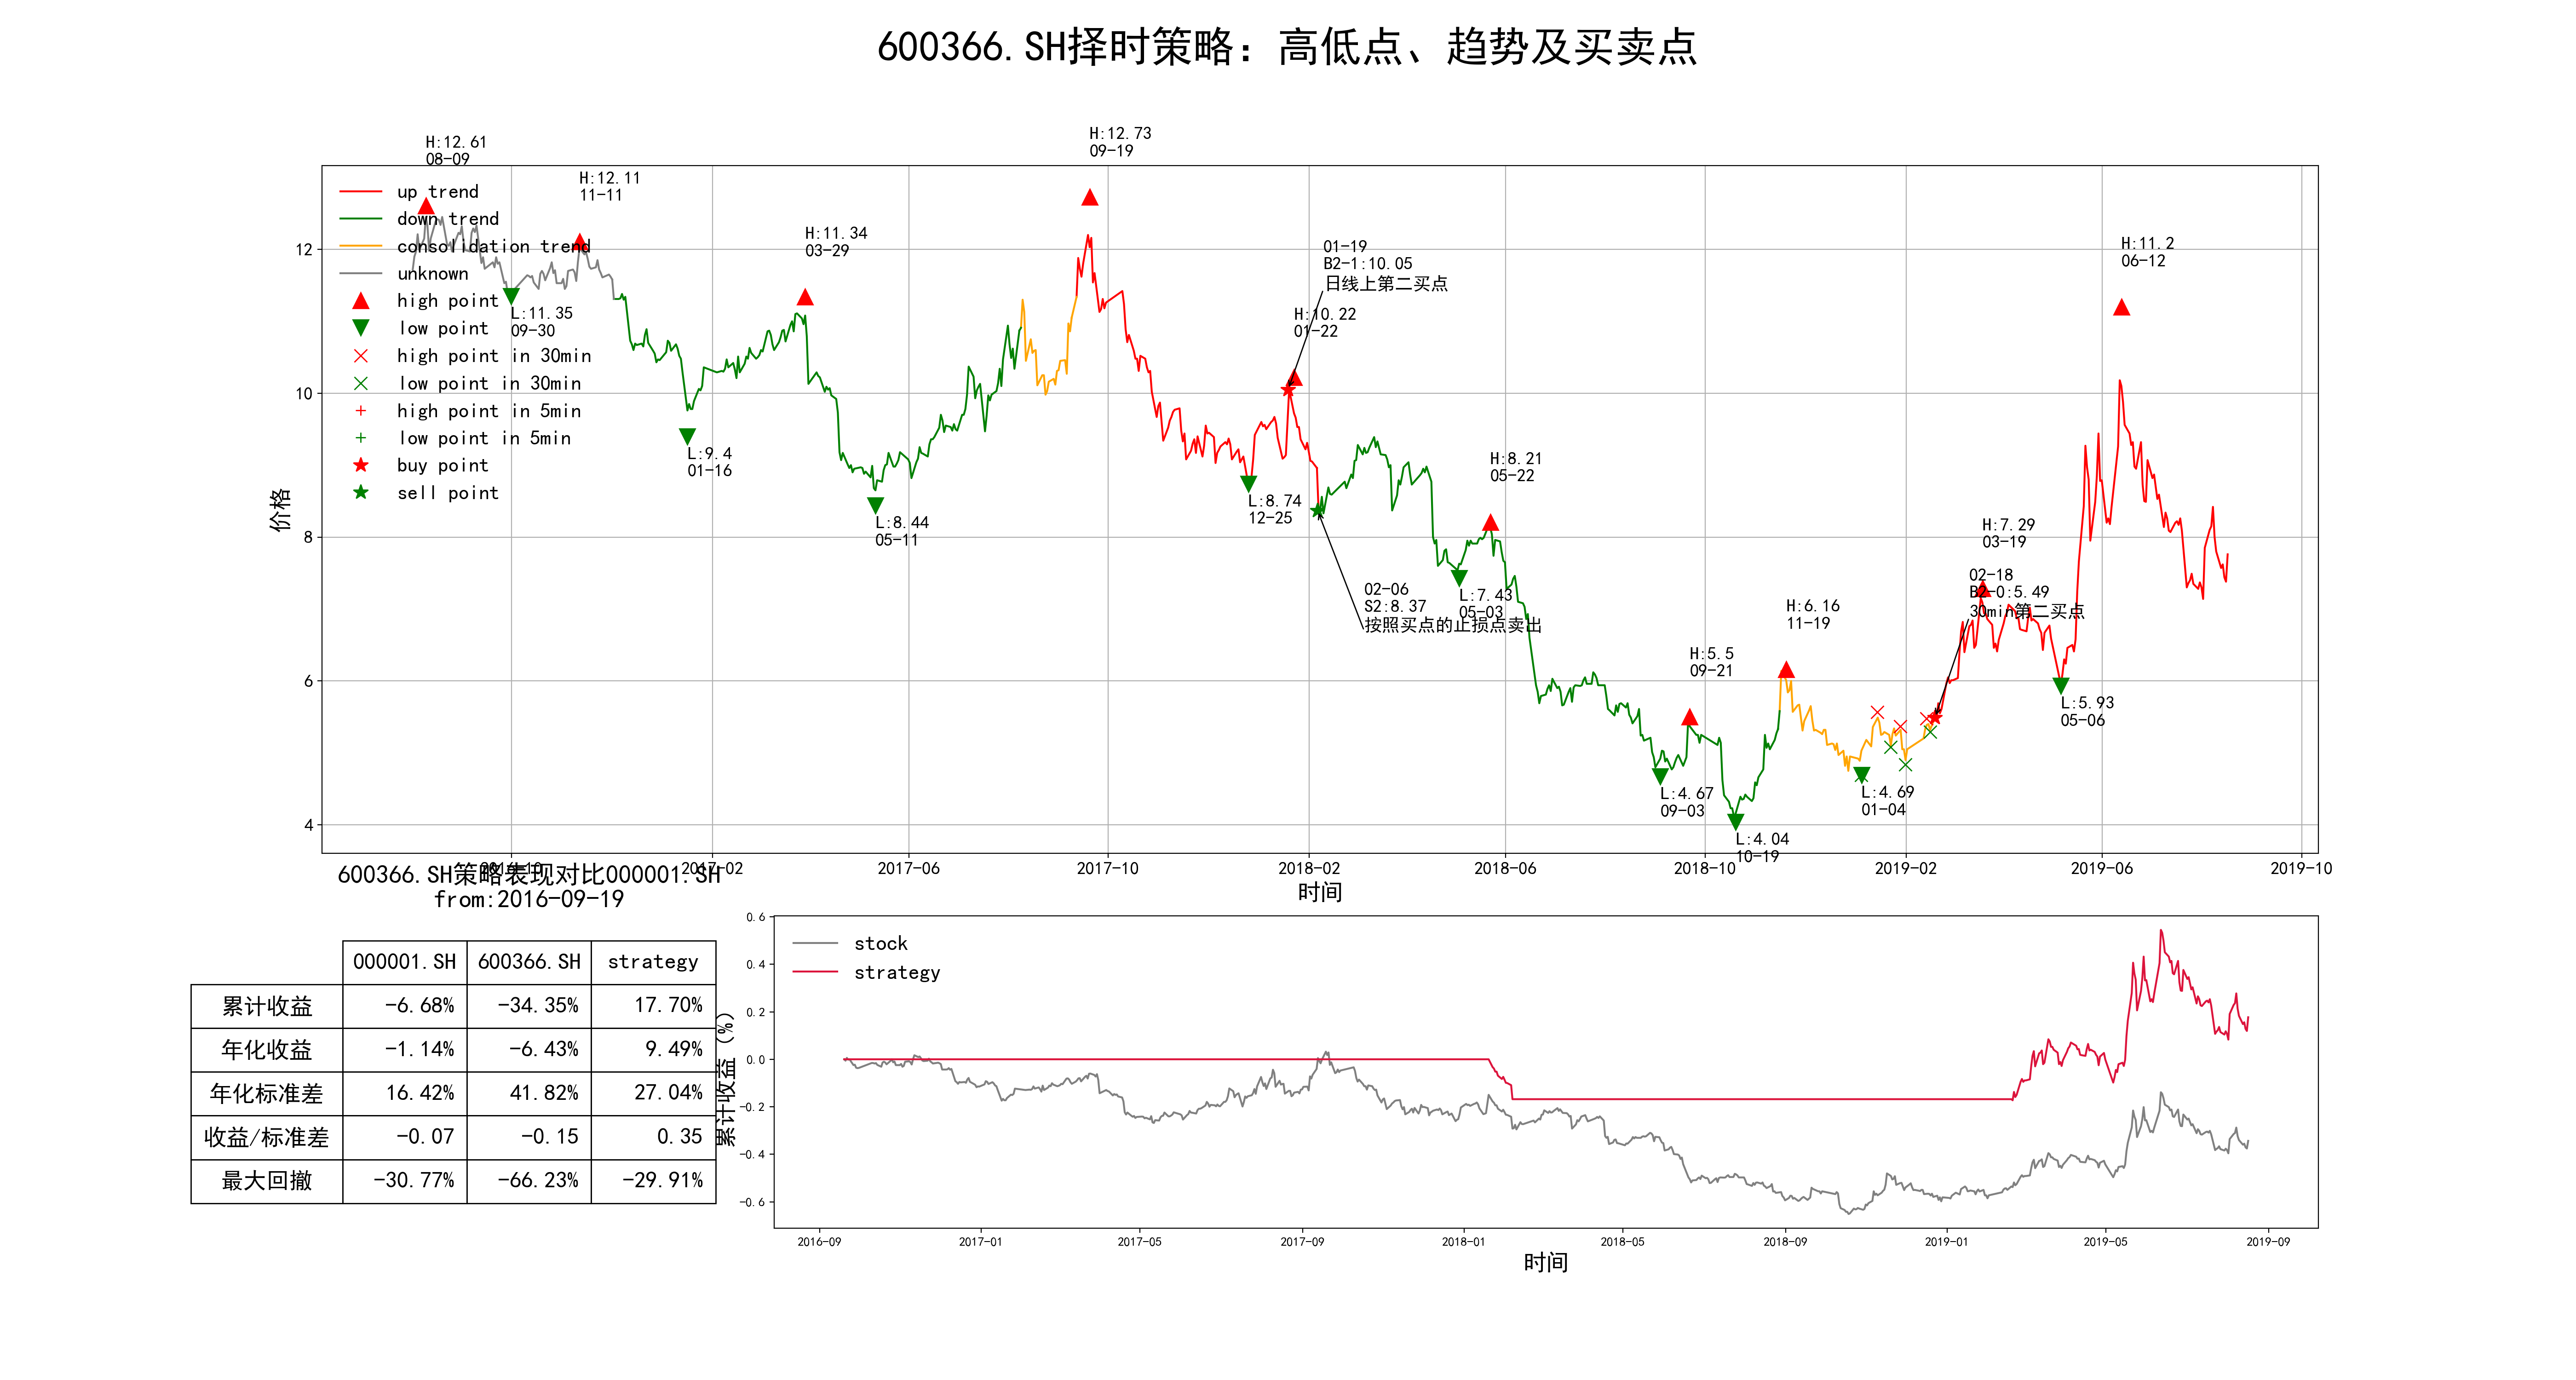 600366.SH择时策略：高低点、趋势及买卖点
H:12.61
08-09
H:12.11
11-11
H:11.34
03-29
H:12.73
09-19
01-19
B2-1:10.05
日线上第二买点
H:10.22
01-22
H:8.21
05-22
H:11.2
06-12
H:7.29
03-19
02-18
B2-0:5.49
30min第二买点
H:6.16
11-19
H:5.5
09-21
L:11.35
09-30
L:9.4
01-16
L:8.44
05-11
L:8.74
12-25
02-06
S2:8.37
按照买点的止损点卖出
L:7.43
05-03
L:4.67
09-03
L:4.04
10-19
L:4.69
01-04
L:5.93
05-06
up trend
down trend
consolidation trend
unknown
high point
low point
high point in 30min
low point in 30min
high point in 5min
low point in 5min
buy point
sell point
价格
12
10
8
6
4
2016-10 2017-02 2017-06 2017-10 2018-02 2018-06 2018-10 2019-02 2019-06 2019-10
时间
600366.SH策略表现对比000001.SH
from:2016-09-19
000001.SH 600366.SH strategy
累计收益 -6.68% -34.35% 17.70%
年化收益 -1.14% -6.43% 9.49%
年化标准差 16.42% 41.82% 27.04%
收益/标准差 -0.07 -0.15 0.35
最大回撤 -30.77% -66.23% -29.91%
累计收益（%）
0.6
0.4
0.2
0.0
-0.2
-0.4
-0.6
stock
strategy
2016-09 2017-01 2017-05 2017-09 2018-01 2018-05 2018-09 2019-01 2019-05 2019-09
时间